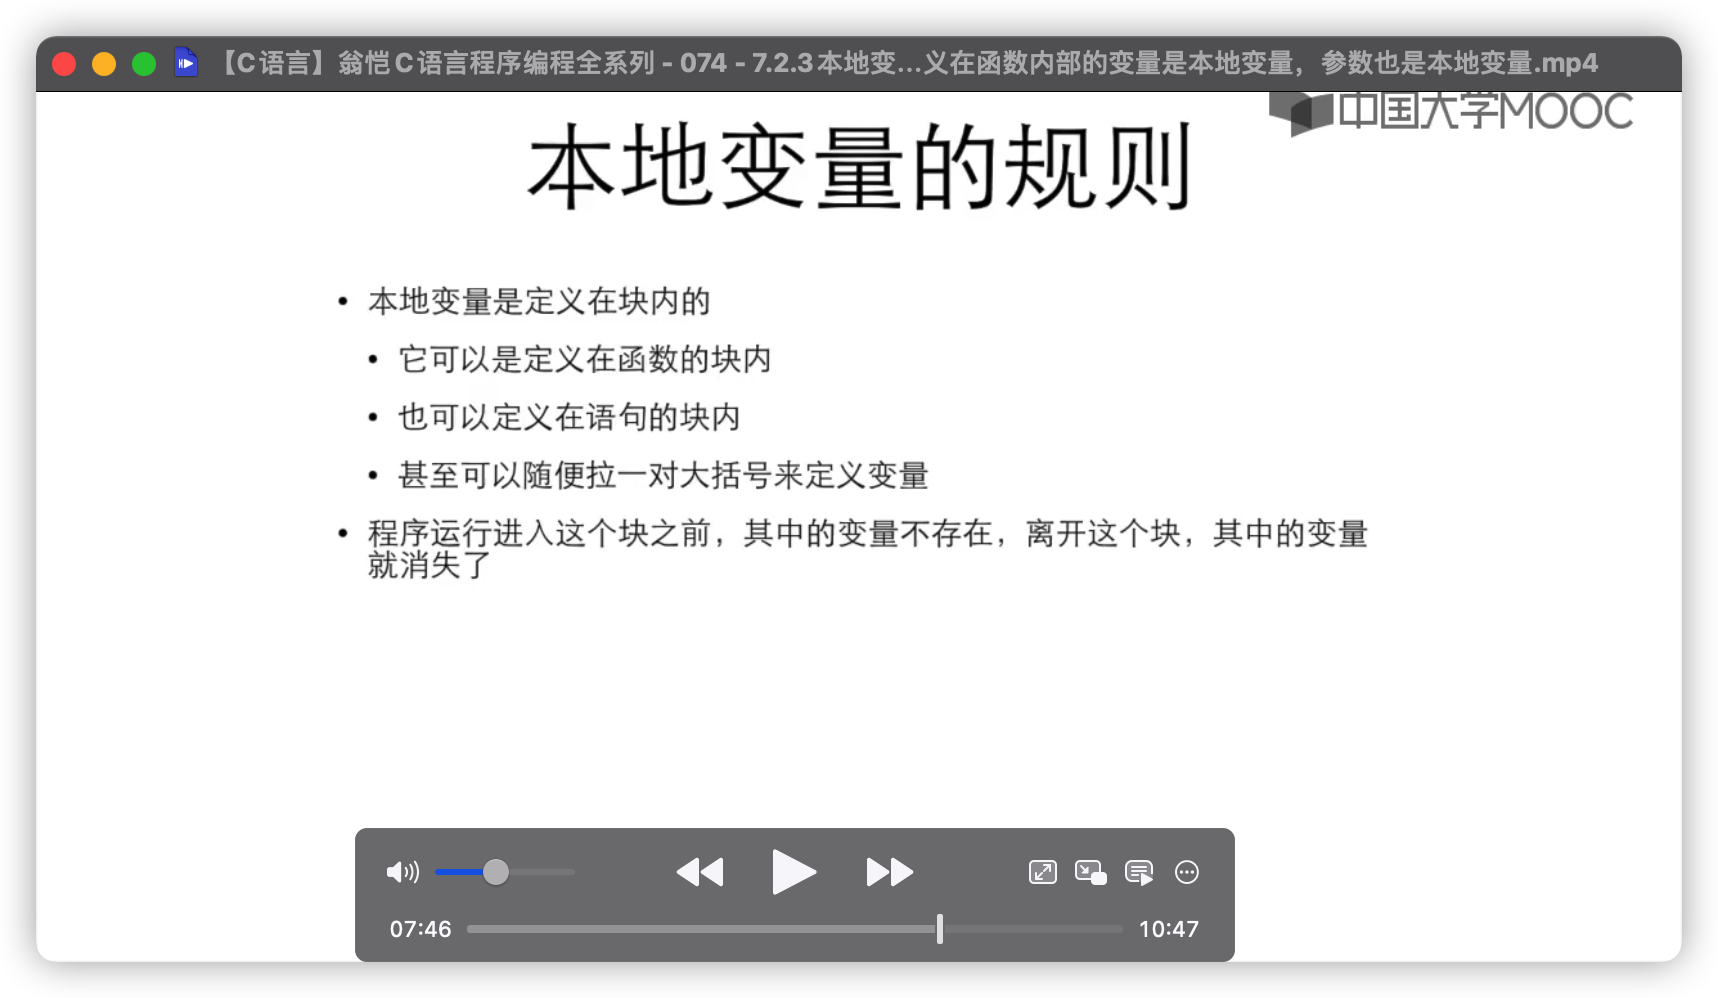 【C语言】翁恺C语言程序编程全系列 - 074 - 7.2.3本地变...义在函数内部的变量是本地变量，参数也是本地变量.mp4
中国大学MOOC
本地变量的规则
• 本地变量是定义在块内的
• 它可以是定义在函数的块内
• 也可以定义在语句的块内
• 甚至可以随便拉一对大括号来定义变量
• 程序运行进入这个块之前，其中的变量不存在，离开这个块，其中的变量
就消失了
07:46
10:47